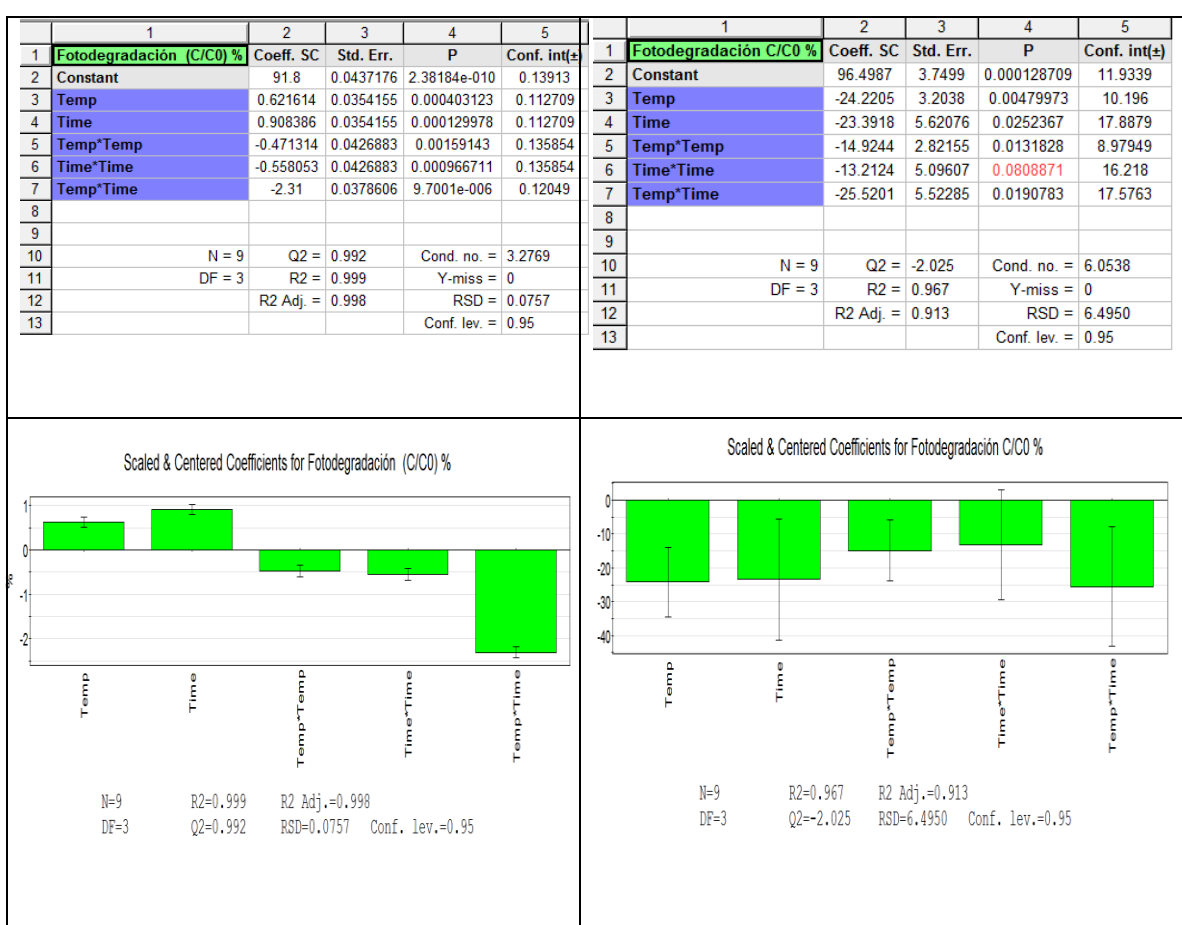 1 2 3 4 5
1 Fotodegradación (C/C0) % Coeff. SC Std. Err. P Conf. int(±)
2 Constant 91.8 0.0437176 2.38184e-010 0.13913
3 Temp 0.621614 0.0354155 0.000403123 0.112709
4 Time 0.908386 0.0354155 0.000129978 0.112709
5 Temp*Temp -0.471314 0.0426883 0.00159143 0.135854
6 Time*Time -0.558053 0.0426883 0.000966711 0.135854
7 Temp*Time -2.31 0.0378606 9.7001e-006 0.12049
8
9
10 N = 9 Q2 = 0.992 Cond. no. = 3.2769
11 DF = 3 R2 = 0.999 Y-miss = 0
12 R2 Adj. = 0.998 RSD = 0.0757
13 Conf. lev. = 0.95
1 2 3 4 5
1 Fotodegradación C/C0 % Coeff. SC Std. Err. P Conf. int(±)
2 Constant 96.4987 3.7499 0.000128709 11.9339
3 Temp -24.2205 3.2038 0.00479973 10.196
4 Time -23.3918 5.62076 0.0252367 17.8879
5 Temp*Temp -14.9244 2.82155 0.0131828 8.97949
6 Time*Time -13.2124 5.09607 0.0808871 16.218
7 Temp*Time -25.5201 5.52285 0.0190783 17.5763
8
9
10 N = 9 Q2 = -2.025 Cond. no. = 6.0538
11 DF = 3 R2 = 0.967 Y-miss = 0
12 R2 Adj. = 0.913 RSD = 6.4950
13 Conf. lev. = 0.95
Scaled & Centered Coefficients for Fotodegradación (C/C0) %
1
0
-1
-2
%
Temp
Time
Temp*Temp
Time*Time
Temp*Time
N=9 R2=0.999 R2 Adj.=0.998
DF=3 Q2=0.992 RSD=0.0757 Conf. lev.=0.95
Scaled & Centered Coefficients for Fotodegradación C/C0 %
0
-10
-20
-30
-40
Temp
Time
Temp*Temp
Time*Time
Temp*Time
N=9 R2=0.967 R2 Adj.=0.913
DF=3 Q2=-2.025 RSD=6.4950 Conf. lev.=0.95